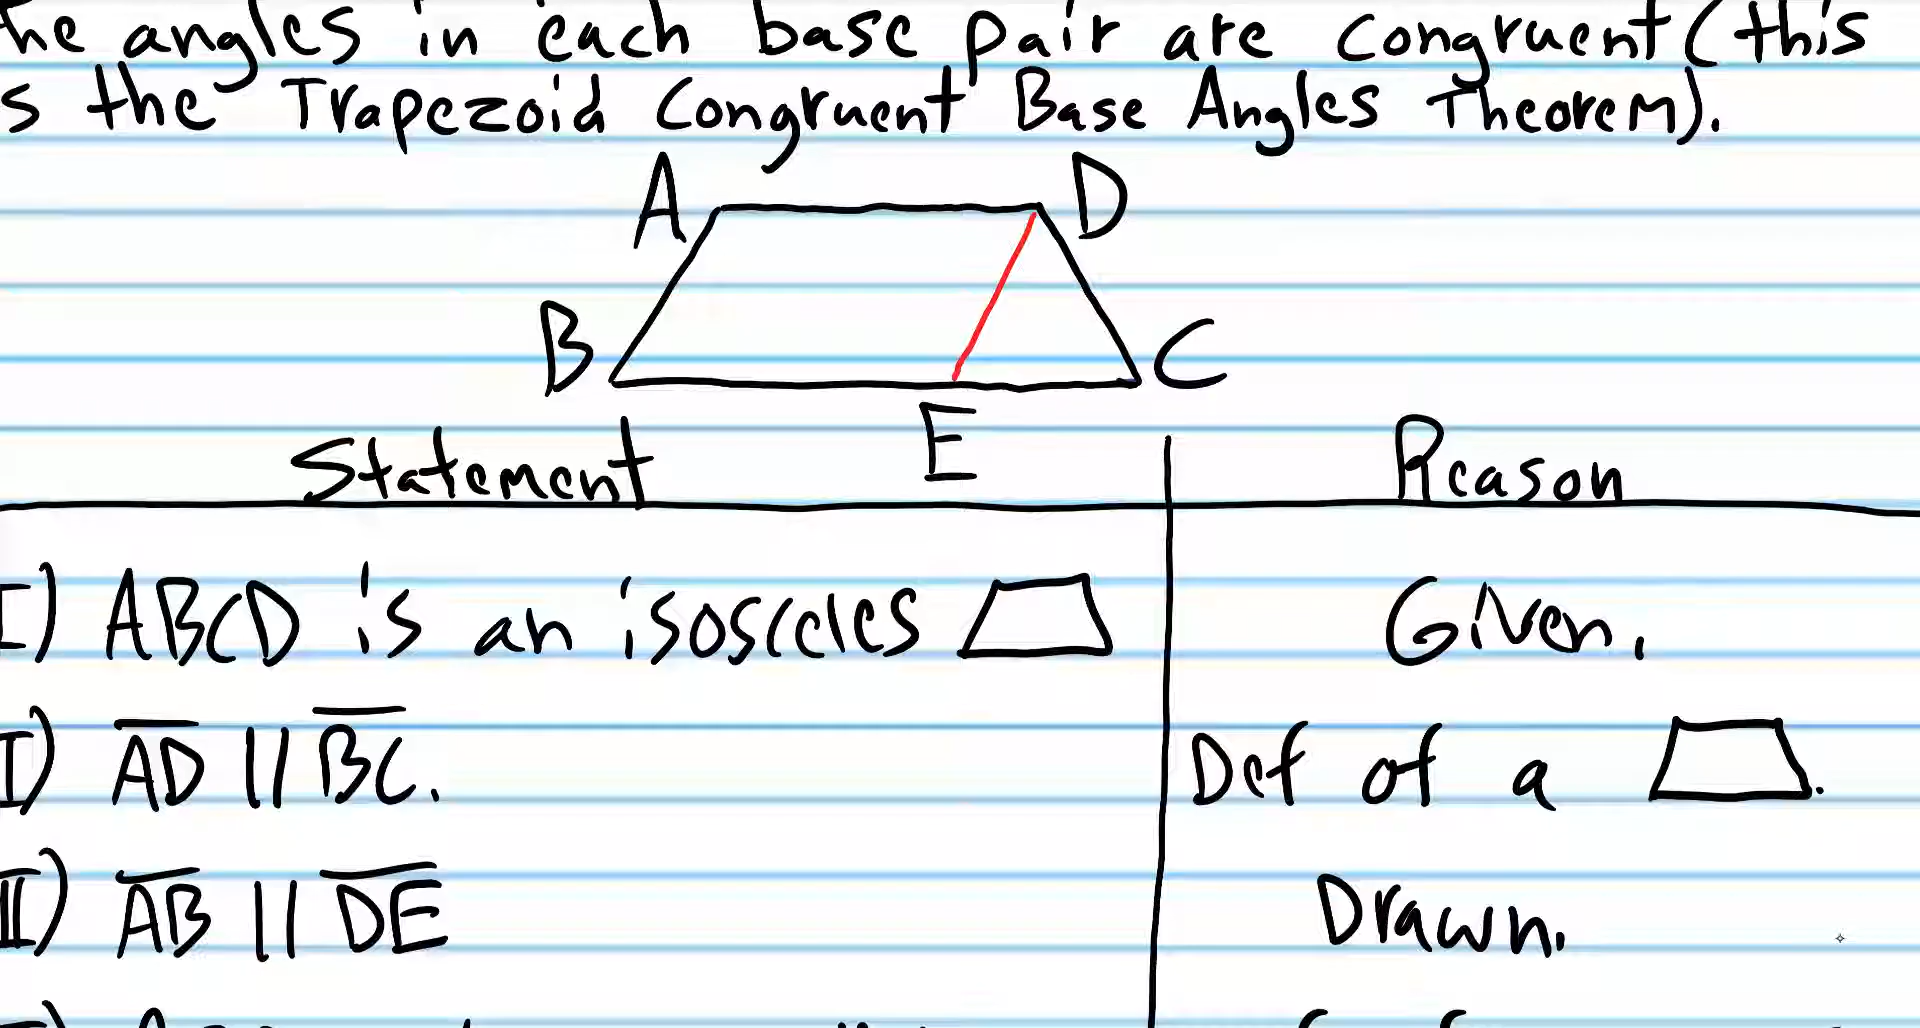 he angles in each base pair are congruent (this
s the Trapezoid Congruent Base Angles Theorem).
A D
B C
E
Statement Reason
I) ABCD is an isosceles Given.
I) AD || BC. Def of a
II) AB || DE Drawn.